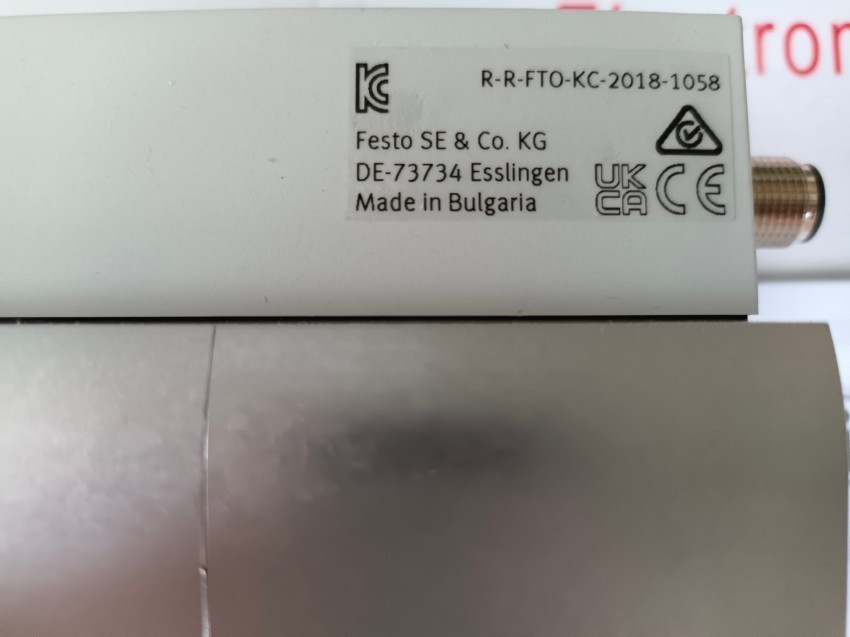 R-R-FTO-KC-2018-1058
Festo SE & Co. KG
DE-73734 Esslingen
Made in Bulgaria
UK
CA CE